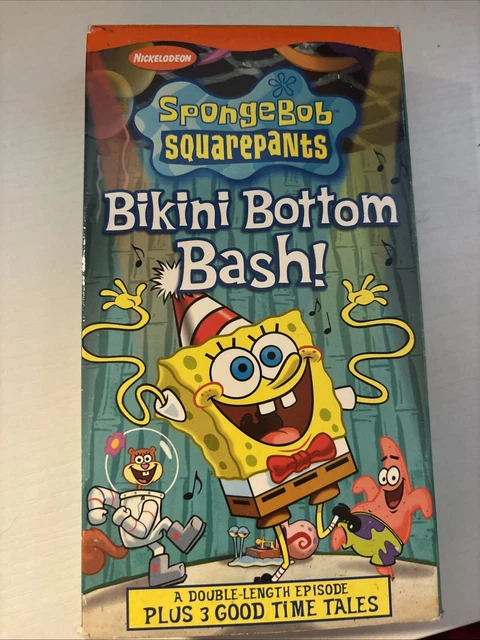 NICKELODEON
SpongeBob
SQUAREPANTS
Bikini Bottom
Bash!
A DOUBLE-LENGTH EPISODE
PLUS 3 GOOD TIME TALES